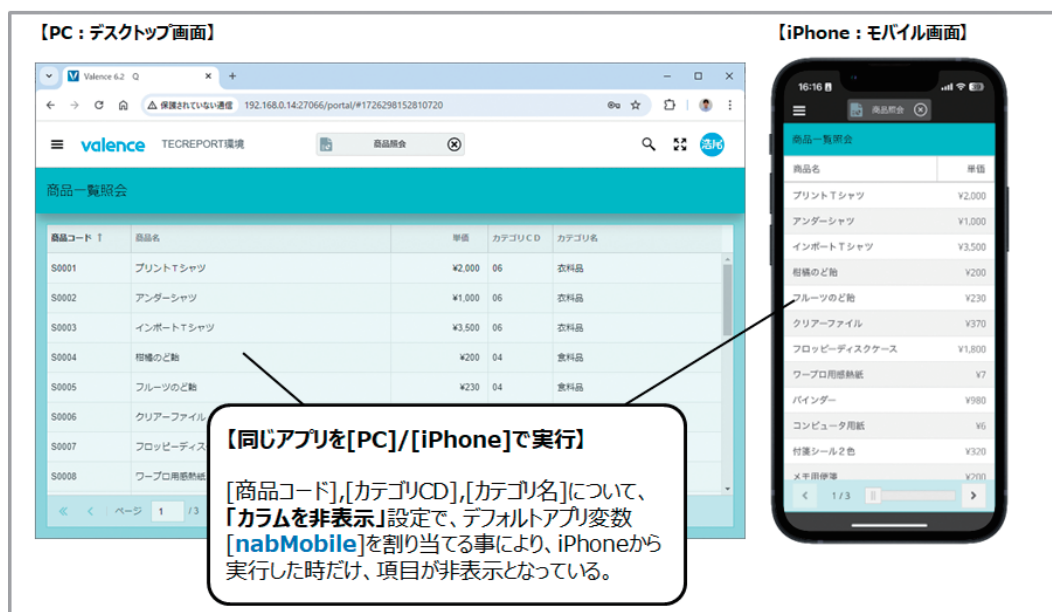 【PC：デスクトップ画面】
【iPhone：モバイル画面】
Valence 6.2 Q
保護されていない通信 192.168.0.14:27066/portal/#1726298152810720
valence TECREPORT環境 商品照会 浩尾
商品一覧照会
商品コード ↑ 商品名 単価 カテゴリCD カテゴリ名
S0001 プリントTシャツ ¥2,000 06 衣料品
S0002 アンダーシャツ ¥1,000 06 衣料品
S0003 インポートTシャツ ¥3,500 06 衣料品
S0004 柑橘のど飴 ¥200 04 食料品
S0005 フルーツのど飴 ¥230 04 食料品
S0006 クリアーファイル
S0007 フロッピーディス
S0008 ワープロ用感熱紙
ページ 1 /3
16:16
商品照会
商品一覧照会
商品名 単価
プリントTシャツ ¥2,000
アンダーシャツ ¥1,000
インポートTシャツ ¥3,500
柑橘のど飴 ¥200
フルーツのど飴 ¥230
クリアーファイル ¥370
フロッピーディスクケース ¥1,800
ワープロ用感熱紙 ¥7
バインダー ¥980
コンピュータ用紙 ¥6
付箋シール2色 ¥320
メモ用便箋 ¥200
1/3
【同じアプリを[PC]/[iPhone]で実行】
[商品コード],[カテゴリCD],[カテゴリ名]について、
「カラムを非表示」設定で、デフォルトアプリ変数
[nabMobile]を割り当てる事により、iPhoneから
実行した時だけ、項目が非表示となっている。